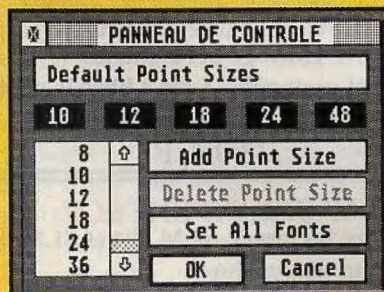 PANNEAU DE CONTROLE
Default Point Sizes
10 12 18 24 48
8
10
12
18
24
36
Add Point Size
Delete Point Size
Set All Fonts
OK Cancel